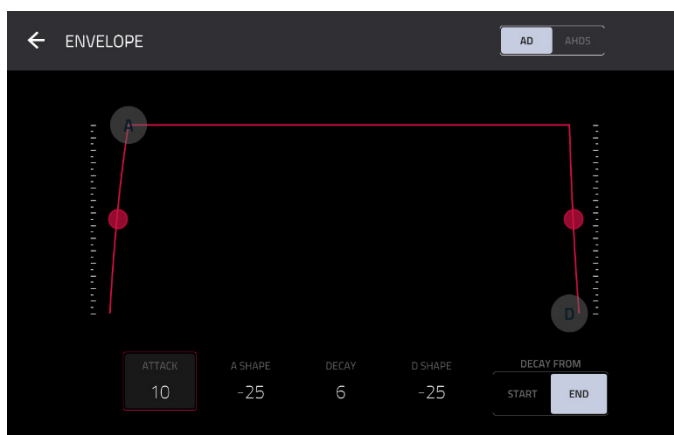 ENVELOPE
AD AHDS
A
D
ATTACK A SHAPE DECAY D SHAPE DECAY FROM
10 -25 6 -25 START END